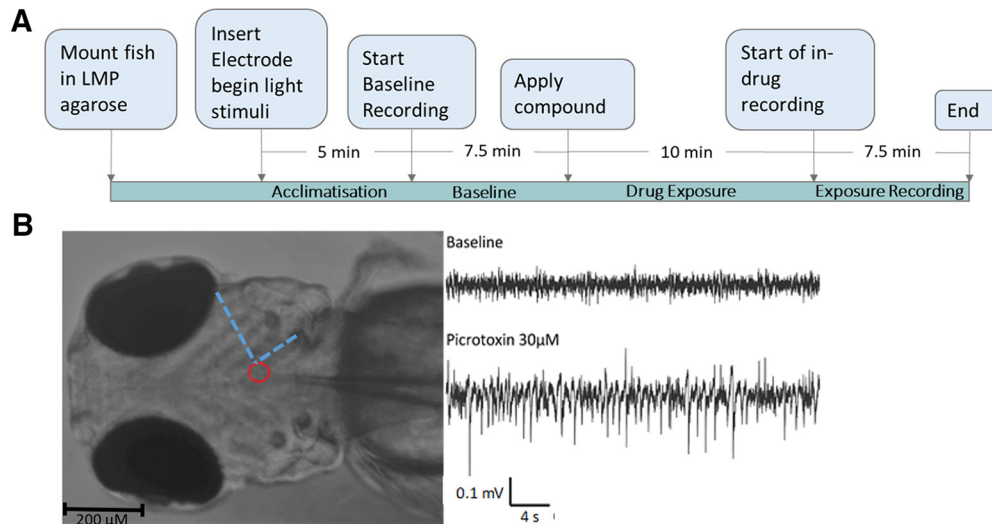 A
Mount fish
in LMP
agarose
Insert
Electrode
begin light
stimuli
Start
Baseline
Recording
Apply
compound
Start of in-
drug
recording
End
5 min
7.5 min
10 min
7.5 min
Acclimatisation
Baseline
Drug Exposure
Exposure Recording
B
Baseline
Picrotoxin 30µM
0.1 mV
4 s
200 µM